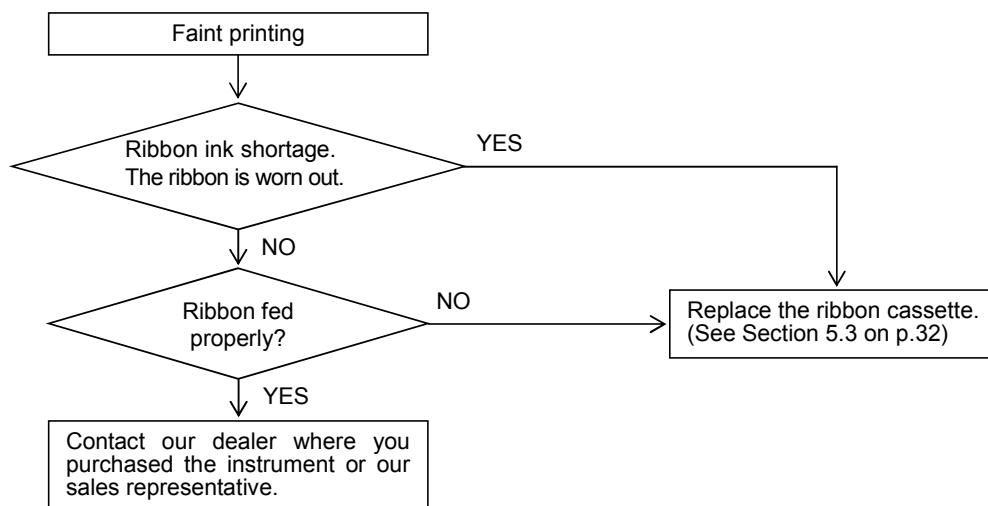 Faint printing
Ribbon ink shortage.
The ribbon is worn out.
YES
NO
Ribbon fed
properly?
NO
Replace the ribbon cassette.
(See Section 5.3 on p.32)
YES
Contact our dealer where you
purchased the instrument or our
sales representative.